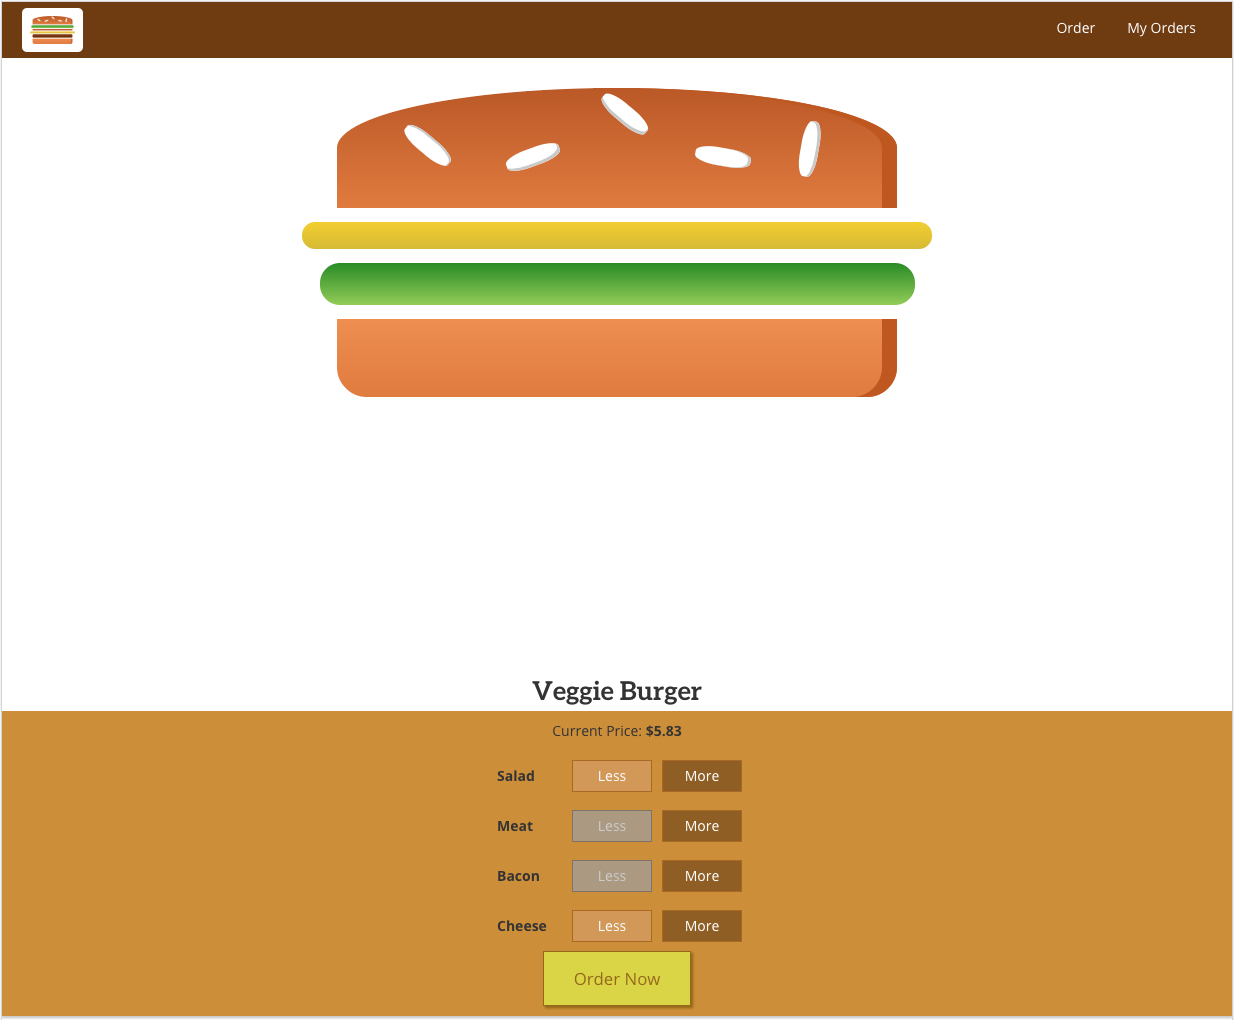 Order My Orders
Veggie Burger
Current Price: $5.83
Salad Less More
Meat Less More
Bacon Less More
Cheese Less More
Order Now